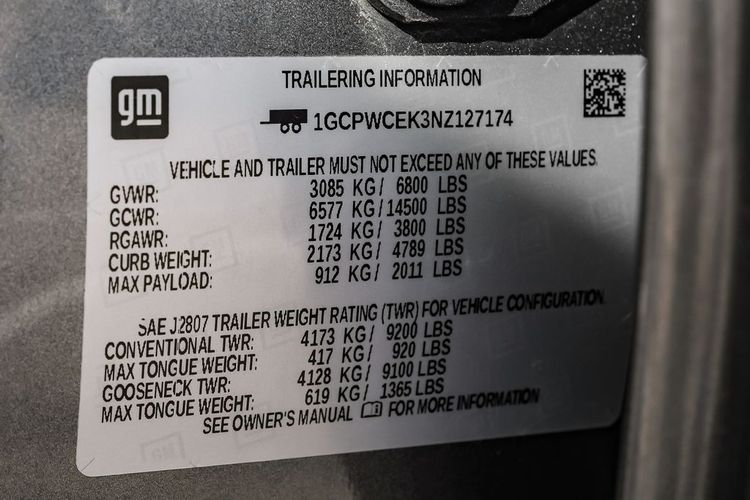 gm
TRAILERING INFORMATION
1GCPWCEK3NZ127174
VEHICLE AND TRAILER MUST NOT EXCEED ANY OF THESE VALUES.
GVWR: 3085 KG/ 6800 LBS
GCWR: 6577 KG/14500 LBS
RGAWR: 1724 KG/ 3800 LBS
CURB WEIGHT: 2173 KG/ 4789 LBS
MAX PAYLOAD: 912 KG/ 2011 LBS
SAE J2807 TRAILER WEIGHT RATING (TWR) FOR VEHICLE CONFIGURATION.
CONVENTIONAL TWR: 4173 KG/ 9200 LBS
MAX TONGUE WEIGHT: 417 KG/ 920 LBS
GOOSENECK TWR: 4128 KG/ 9100 LBS
MAX TONGUE WEIGHT: 619 KG/ 1365 LBS
SEE OWNER'S MANUAL FOR MORE INFORMATION